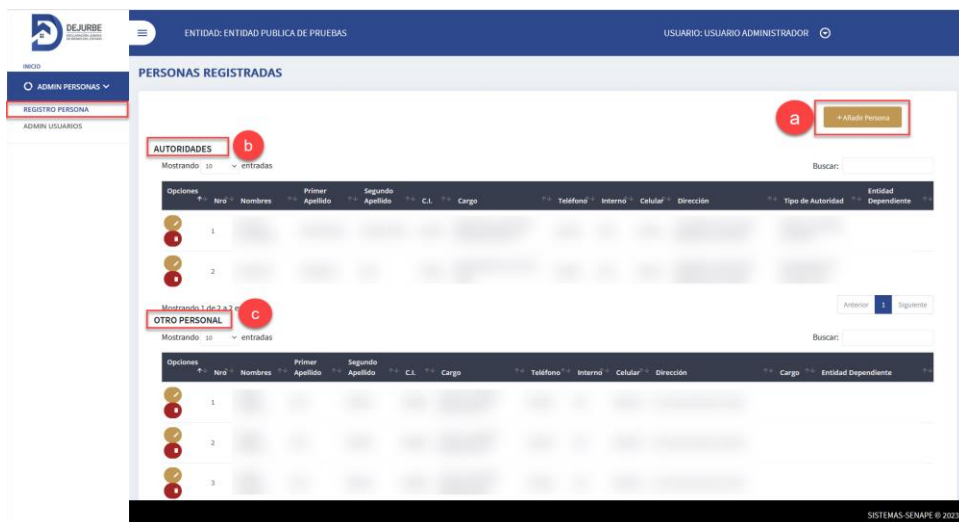 DEJURBE
ENTIDAD: ENTIDAD PUBLICA DE PRUEBAS
USUARIO: USUARIO ADMINISTRADOR
INICIO
ADMIN PERSONAS
REGISTRO PERSONA
ADMIN USUARIOS
PERSONAS REGISTRADAS
a
+Añadir Persona
AUTORIDADES
b
Mostrando 10 entradas
Buscar:
Opciones Nro Nombres Primer Apellido Segundo Apellido C.I. Cargo Teléfono Interno Celular Dirección Tipo de Autoridad Entidad Dependiente
1
2
Mostrando 1 de 2 a 2 e
Anterior 1 Siguiente
OTRO PERSONAL
c
Mostrando 10 entradas
Buscar:
Opciones Nro Nombres Primer Apellido Segundo Apellido C.I. Cargo Teléfono Interno Celular Dirección Cargo Entidad Dependiente
1
2
3
SISTEMAS-SENAPE © 2023